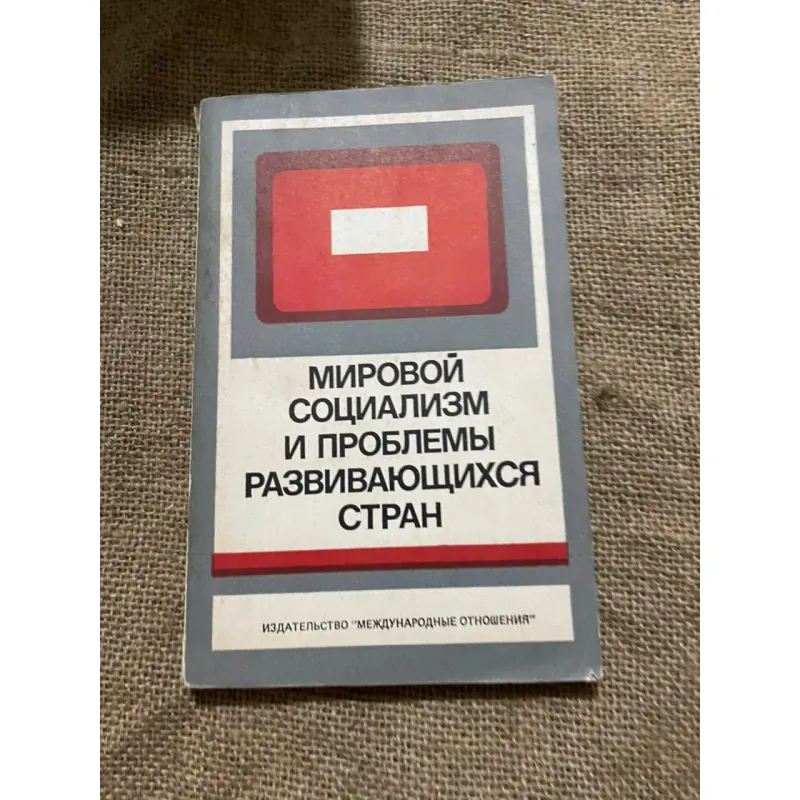 МИРОВОЙ
СОЦИАЛИЗМ
И ПРОБЛЕМЫ
РАЗВИВАЮЩИХСЯ
СТРАН
ИЗДАТЕЛЬСТВО "МЕЖДУНАРОДНЫЕ ОТНОШЕНИЯ"